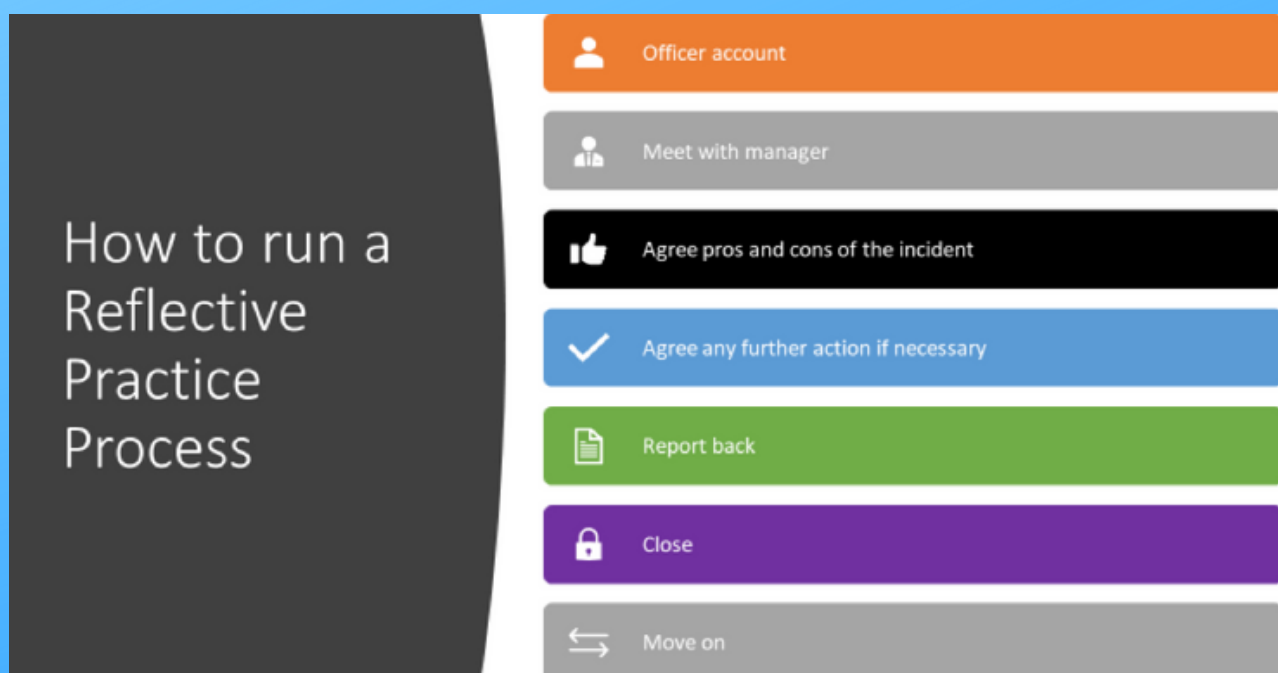 How to run a
Reflective
Practice
Process
Officer account
Meet with manager
Agree pros and cons of the incident
Agree any further action if necessary
Report back
Close
Move on